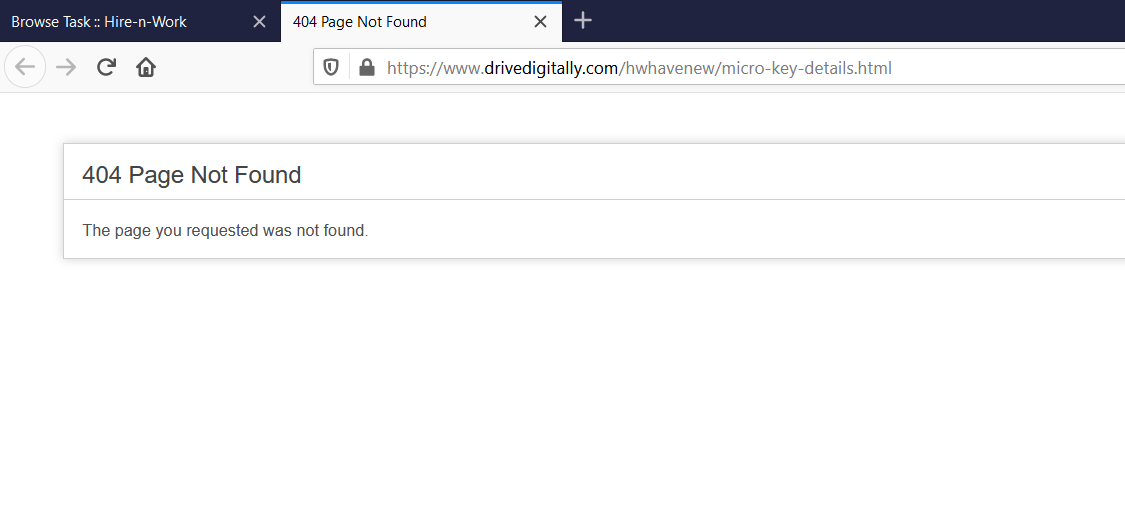 Browse Task :: Hire-n-Work
404 Page Not Found
https://www.drivedigitally.com/hwhavenew/micro-key-details.html
404 Page Not Found
The page you requested was not found.